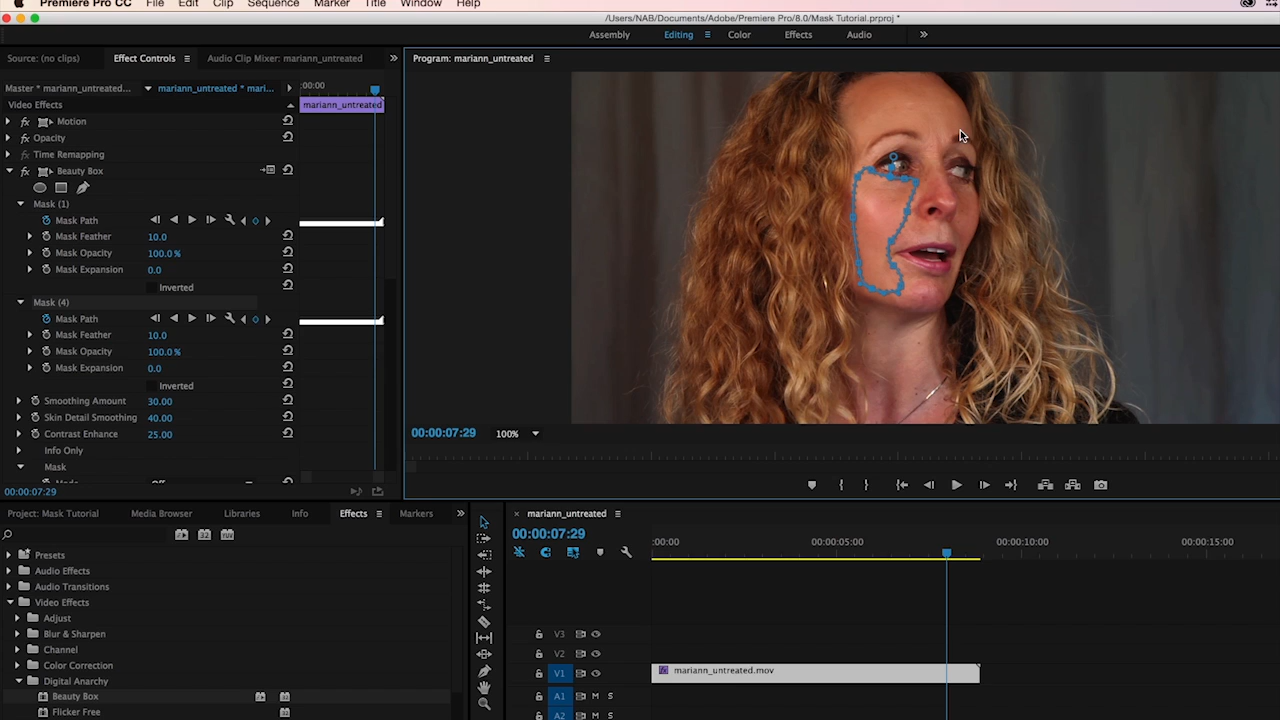 Premiere Pro CC File Edit Clip Sequence Marker Title Window Help
/Users/NAB/Documents/Adobe/Premiere Pro/8.0/Mask Tutorial.prproj *
Assembly Editing Color Effects Audio
Source: (no clips) Effect Controls Audio Clip Mixer: mariann_untreated
Program: mariann_untreated
Master * mariann_untreated... mariann_untreated * mari... :00:00
Video Effects mariann_untreated
fx Motion
fx Opacity
Time Remapping
fx Beauty Box
Mask (1)
Mask Path
Mask Feather 10.0
Mask Opacity 100.0 %
Mask Expansion 0.0
Inverted
Mask (4)
Mask Path
Mask Feather 10.0
Mask Opacity 100.0 %
Mask Expansion 0.0
Inverted
Smoothing Amount 30.00
Skin Detail Smoothing 40.00
Contrast Enhance 25.00
Info Only
Mask
Mode Off
00:00:07:29
00:00:07:29 100%
Project: Mask Tutorial Media Browser Libraries Info Effects Markers
32 YUV
Presets
Audio Effects
Audio Transitions
Video Effects
Adjust
Blur & Sharpen
Channel
Color Correction
Digital Anarchy
Beauty Box
Flicker Free
× mariann_untreated
00:00:07:29
:00:00 00:00:05:00 00:00:10:00 00:00:15:00
V3
V2
V1 fx mariann_untreated.mov
A1 M S
A2 M S